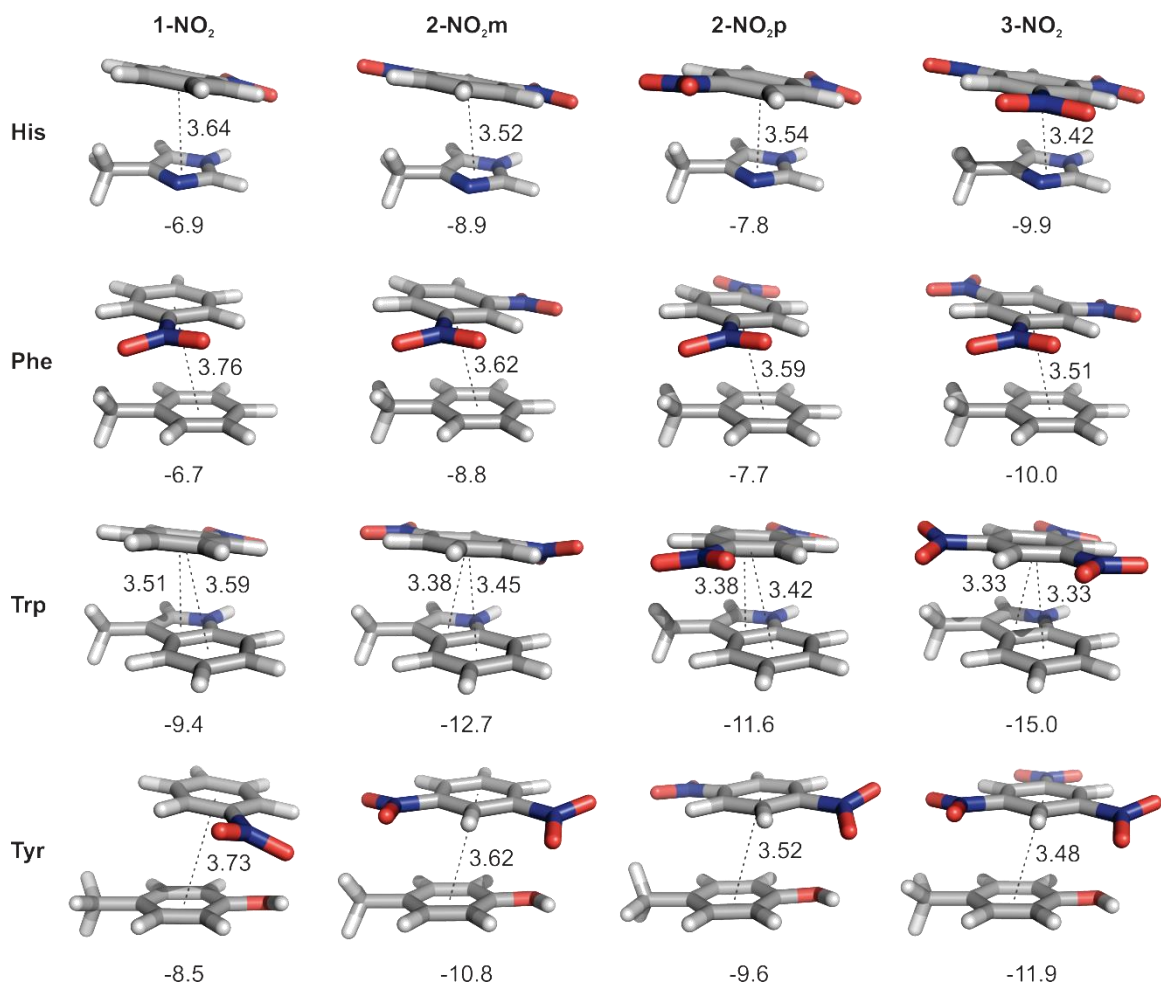 1-NO₂ 2-NO₂m 2-NO₂p 3-NO₂
His
3.64 3.52 3.54 3.42
-6.9 -8.9 -7.8 -9.9
Phe
3.76 3.62 3.59 3.51
-6.7 -8.8 -7.7 -10.0
Trp
3.51 3.59 3.38 3.45 3.38 3.42 3.33 3.33
-9.4 -12.7 -11.6 -15.0
Tyr
3.73 3.62 3.52 3.48
-8.5 -10.8 -9.6 -11.9